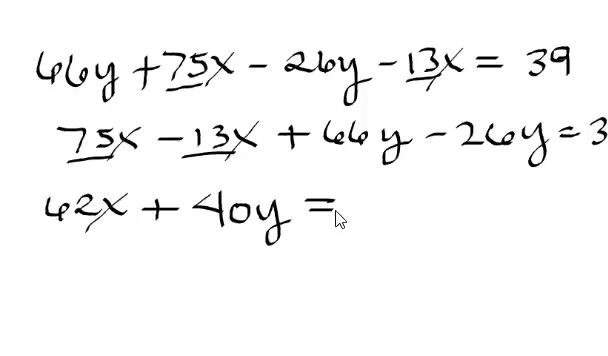 66y + 75x - 26y - 13x = 39
75x - 13x + 66y - 26y = 3
62x + 40y =